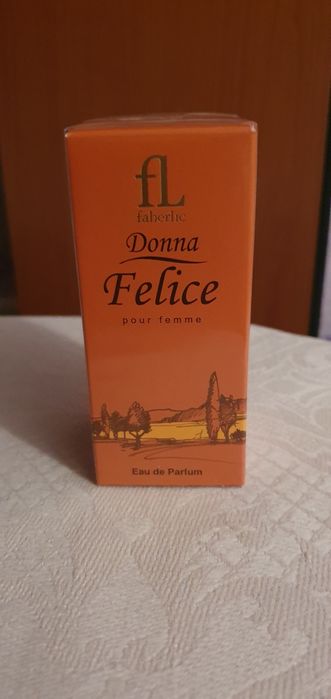 fL
faberlic
Donna
Felice
pour femme
Eau de Parfum